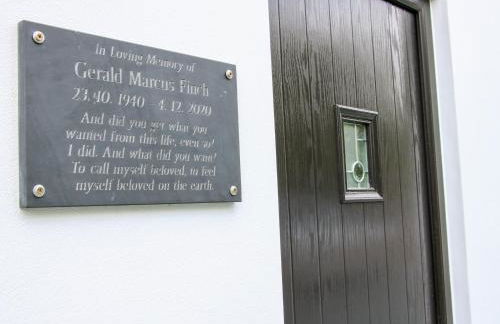 In Loving Memory of
Gerald Marcus Finch
23. 40. 1940 - 4. 12. 2020
And did you get what you
wanted from this life, even so?
I did. And what did you want?
To call myself beloved, to feel
myself beloved on the earth.